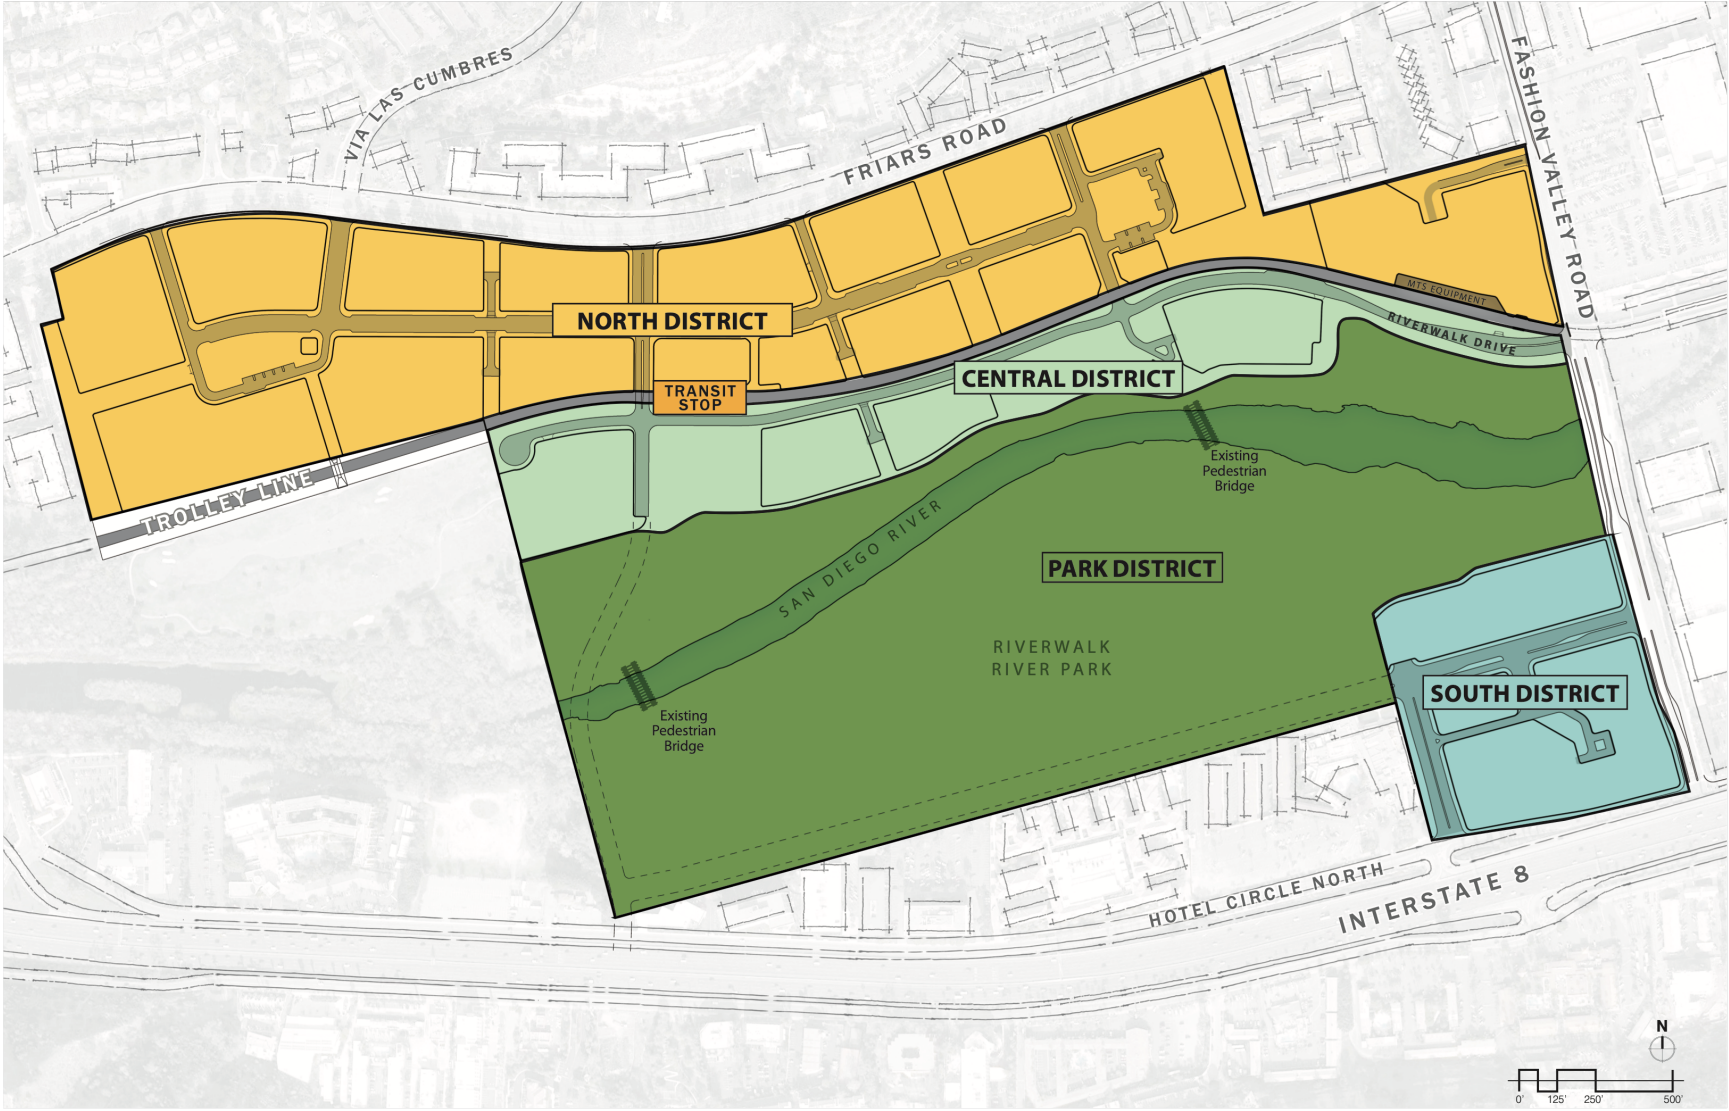 VIA LAS CUMBRES
FRIARS ROAD
FASHION VALLEY ROAD
MTS EQUIPMENT
NORTH DISTRICT
RIVERWALK DRIVE
CENTRAL DISTRICT
TRANSIT
STOP
TROLLEY LINE
Existing
Pedestrian
Bridge
SAN DIEGO RIVER
PARK DISTRICT
RIVERWALK
RIVER PARK
SOUTH DISTRICT
Existing
Pedestrian
Bridge
HOTEL CIRCLE NORTH
INTERSTATE 8
N
0' 125' 250' 500'